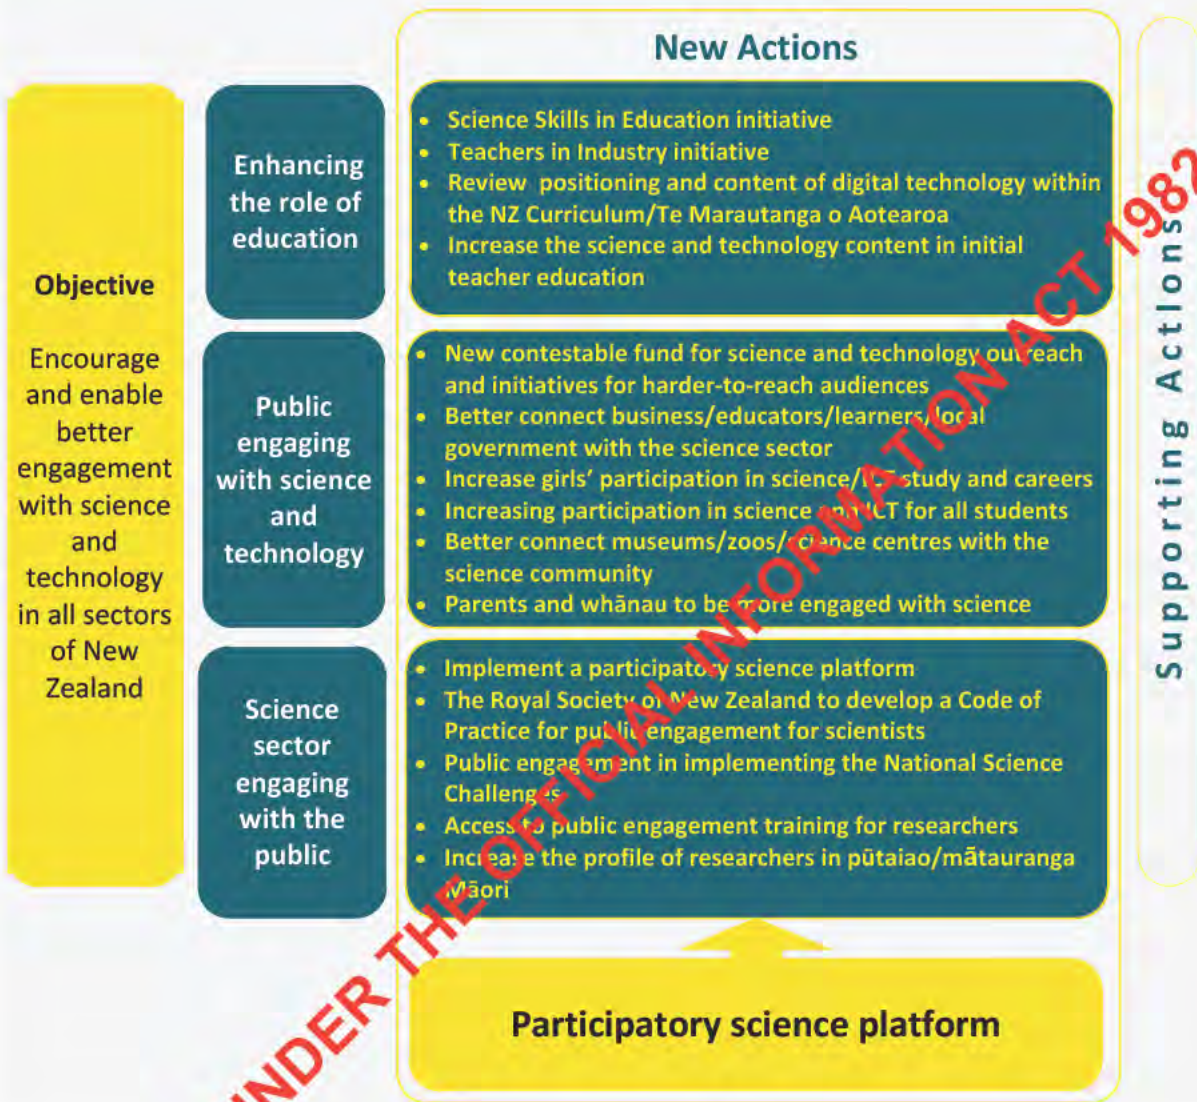 New Actions
Objective
Encourage
and enable
better
engagement
with science
and
technology
in all sectors
of New
Zealand
Enhancing
the role of
education
• Science Skills in Education initiative
• Teachers in Industry initiative
• Review positioning and content of digital technology within
the NZ Curriculum/Te Marautanga o Aotearoa
• Increase the science and technology content in initial
teacher education
Public
engaging
with science
and
technology
• New contestable fund for science and technology outreach
and initiatives for harder-to-reach audiences
• Better connect business/educators/learners/local
government with the science sector
• Increase girls' participation in science/ICT study and careers
• Increasing participation in science and ICT for all students
• Better connect museums/zoos/science centres with the
science community
• Parents and whānau to be more engaged with science
Science
sector
engaging
with the
public
• Implement a participatory science platform
• The Royal Society of New Zealand to develop a Code of
Practice for public engagement for scientists
• Public engagement in implementing the National Science
Challenges
• Access to public engagement training for researchers
• Increase the profile of researchers in pūtaiao/mātauranga
Māori
Participatory science platform
Supporting Actions
UNDER THE OFFICIAL INFORMATION ACT 1982